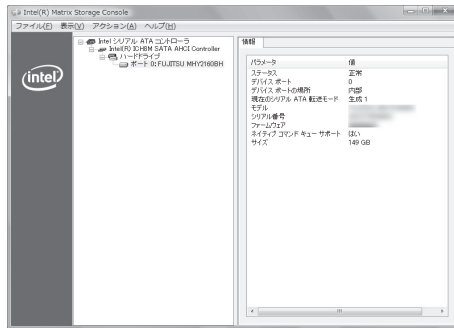 Intel(R) Matrix Storage Console
ファイル(F) 表示(V) アクション(A) ヘルプ(H)
Intel シリアル ATA コントローラ
Intel(R) ICH8M SATA AHCI Controller
ハードドライブ
ポート 0: FUJITSU MHY2160BH
intel
情報
パラメータ 値
ステータス 正常
デバイス ポート 0
デバイス ポートの場所 内部
現在のシリアル ATA 転送モード 生成 1
モデル
シリアル番号
ファームウェア
ネイティブ コマンド キュー サポート はい
サイズ 149 GB